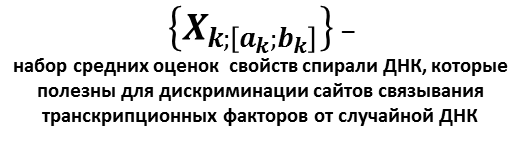 {X_{k;[a_k;b_k]}} –
набор средних оценок свойств спирали ДНК, которые
полезны для дискриминации сайтов связывания
транскрипционных факторов от случайной ДНК